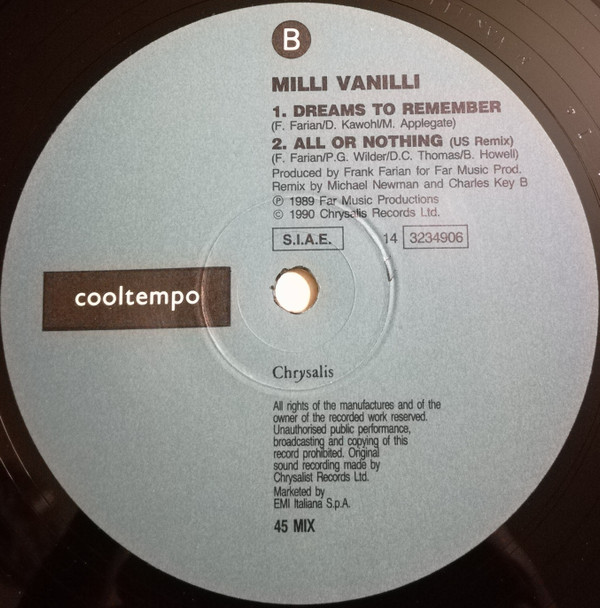 B
MILLI VANILLI
1. DREAMS TO REMEMBER
(F. Farian/D. Kawohl/M. Applegate)
2. ALL OR NOTHING (US Remix)
(F. Farian/P.G. Wilder/D.C. Thomas/B. Howell)
Produced by Frank Farian for Far Music Prod.
Remix by Michael Newman and Charles Key B
℗ 1989 Far Music Productions
© 1990 Chrysalis Records Ltd.
S.I.A.E. 14 3234906
cooltempo
Chrysalis
All rights of the manufactures and of the
owner of the recorded work reserved.
Unauthorised public performance,
broadcasting and copying of this
record prohibited. Original
sound recording made by
Chrysalist Records Ltd.
Marketed by
EMI Italiana S.p.A.
45 MIX